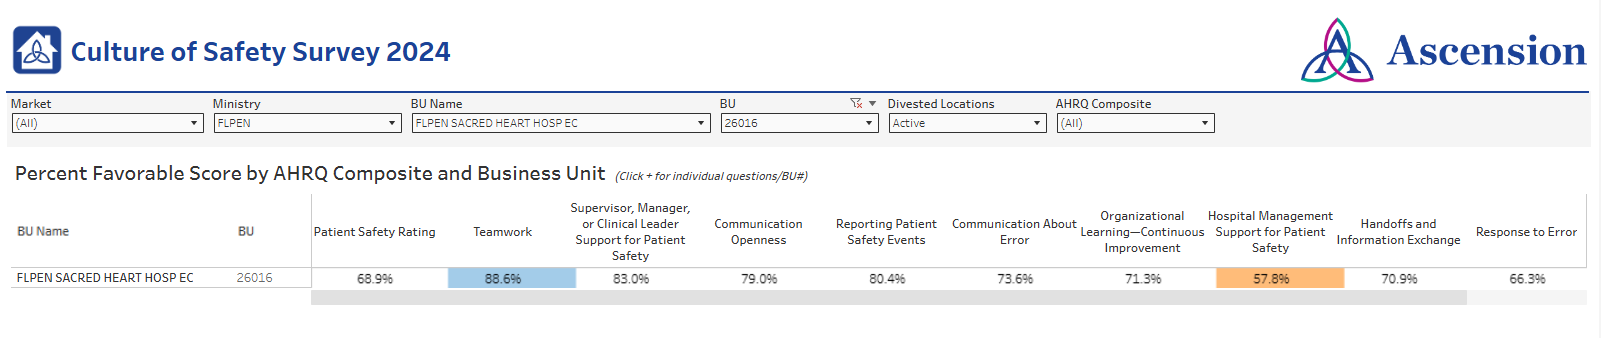 Culture of Safety Survey 2024
Ascension
Market
Ministry
BU Name
BU
Divested Locations
AHRQ Composite
(All)
FLPEN
FLPEN SACRED HEART HOSP EC
26016
Active
(All)
Percent Favorable Score by AHRQ Composite and Business Unit (Click + for individual questions/BU#)
BU Name
BU
Patient Safety Rating
Teamwork
Supervisor, Manager,
or Clinical Leader
Support for Patient
Safety
Communication
Openness
Reporting Patient
Safety Events
Communication About
Error
Organizational
Learning—Continuous
Improvement
Hospital Management
Support for Patient
Safety
Handoffs and
Information Exchange
Response to Error
FLPEN SACRED HEART HOSP EC
26016
68.9%
88.6%
83.0%
79.0%
80.4%
73.6%
71.3%
57.8%
70.9%
66.3%